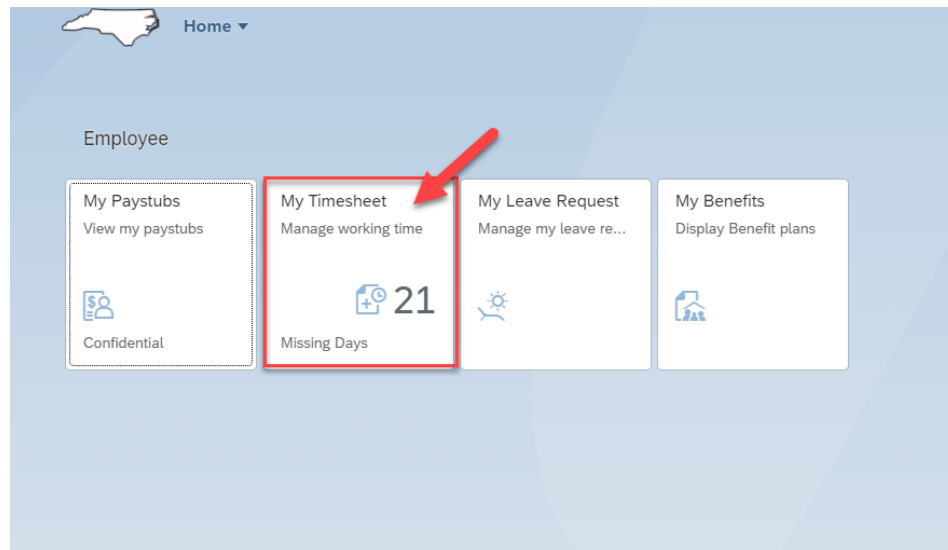 Home
Employee
My Paystubs
View my paystubs
Confidential
My Timesheet
Manage working time
21
Missing Days
My Leave Request
Manage my leave re...
My Benefits
Display Benefit plans